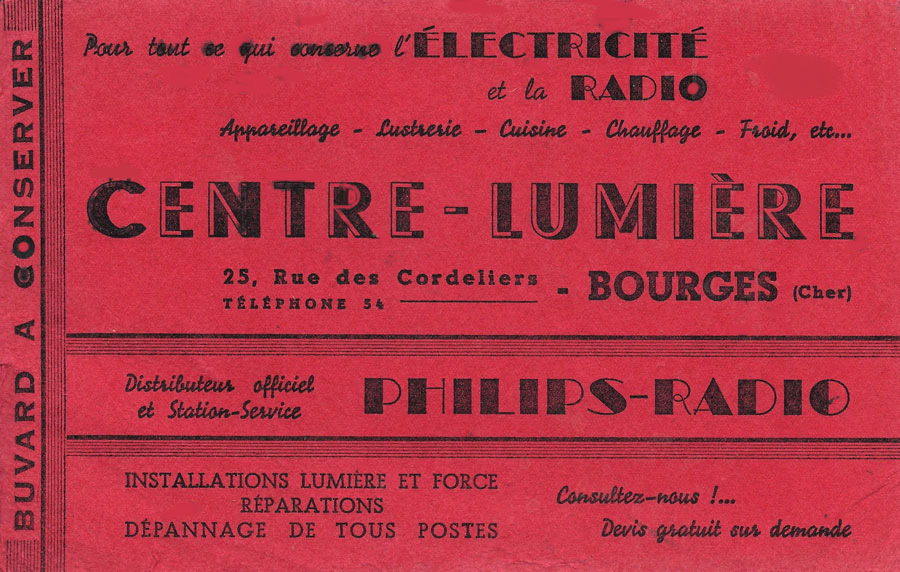 BUVARD A CONSERVER
Pour tout ce qui concerne l'ÉLECTRICITÉ
et la RADIO
Appareillage - Lustrerie - Cuisine - Chauffage - Froid, etc...
CENTRE-LUMIÈRE
25, Rue des Cordeliers - BOURGES (Cher)
TÉLÉPHONE 54
Distributeur officiel
et Station-Service
PHILIPS-RADIO
INSTALLATIONS LUMIÈRE ET FORCE
RÉPARATIONS
DÉPANNAGE DE TOUS POSTES
Consultez-nous !...
Devis gratuit sur demande